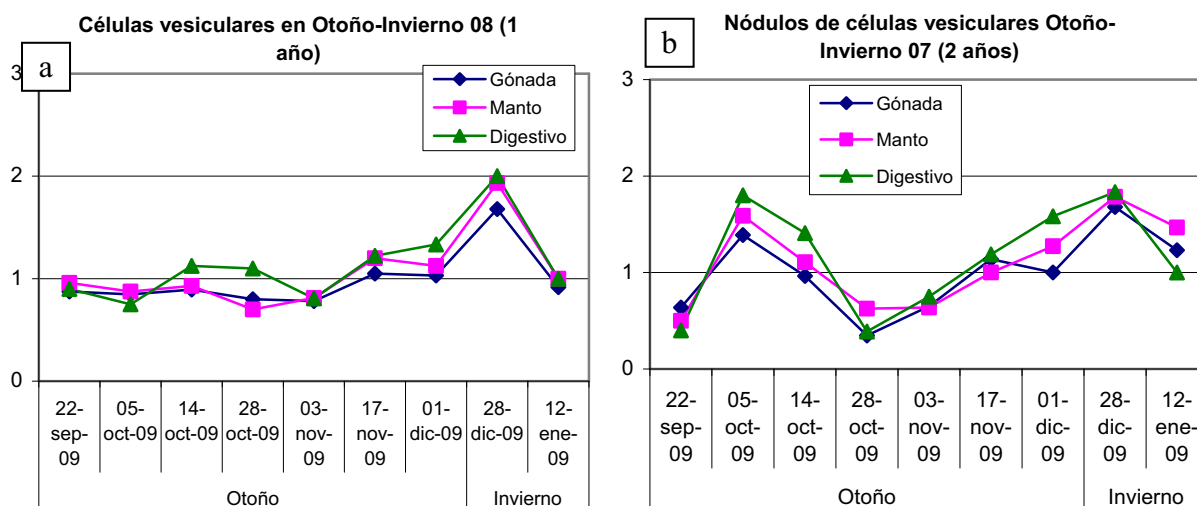 a
Células vesiculares en Otoño-Invierno 08 (1
año)
3
2
1
0
Gónada
Manto
Digestivo
22-
sep-
09
05-
oct-09
14-
oct-09
28-
oct-09
03-
nov-
09
17-
nov-
09
01-
dic-09
28-
dic-09
12-
ene-
09
Otoño
Invierno
b
Nódulos de células vesiculares Otoño-
Invierno 07 (2 años)
3
2
1
0
Gónada
Manto
Digestivo
22-
sep-
09
05-
oct-
09
14-
oct-
09
28-
oct-
09
03-
nov-
09
17-
nov-
09
01-
dic-
09
28-
dic-
09
12-
ene-
09
Otoño
Invierno